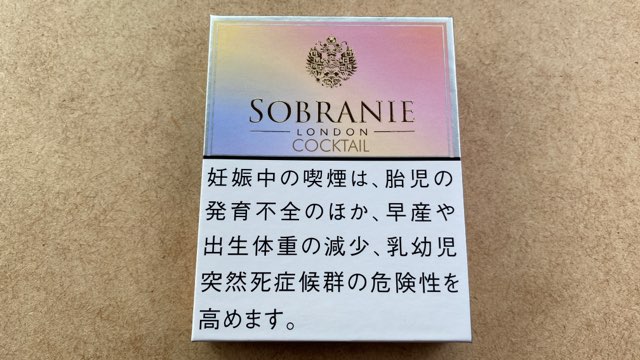 SOBRANIE
LONDON
COCKTAIL
妊娠中の喫煙は、胎児の
発育不全のほか、早産や
出生体重の減少、乳幼児
突然死症候群の危険性を
高めます。